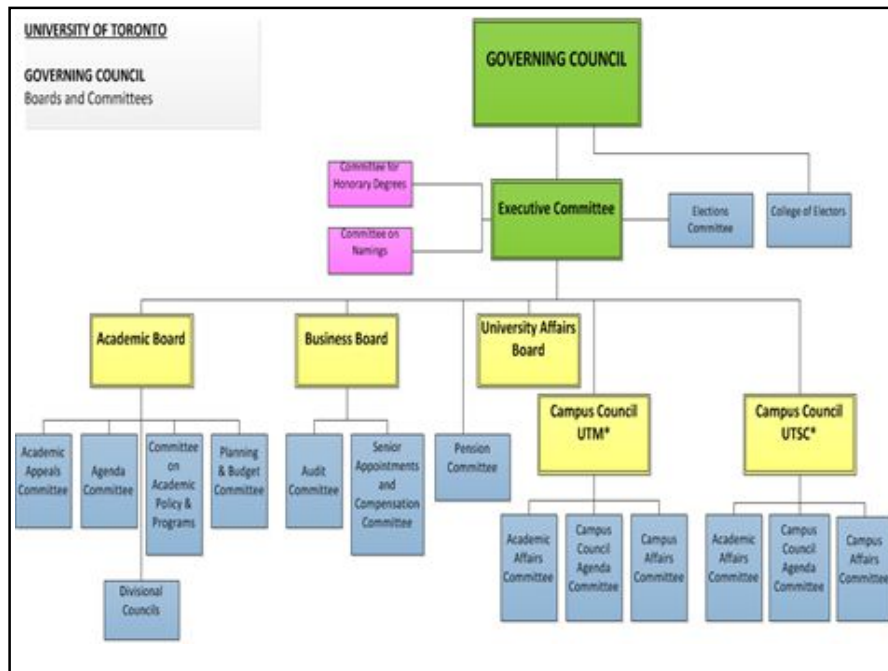 UNIVERSITY OF TORONTO
GOVERNING COUNCIL
Boards and Committees
GOVERNING COUNCIL
Committee for
Honorary Degrees
Executive Committee
Elections
Committee
College of Electors
Committee on
Namings
Academic Board
Business Board
University Affairs
Board
Campus Council
UTM*
Campus Council
UTSC*
Academic
Appeals
Committee
Agenda
Committee
Committee
on
Academic
Policy &
Programs
Planning
& Budget
Committee
Audit
Committee
Senior
Appointments
and
Compensation
Committee
Pension
Committee
Academic
Affairs
Committee
Campus
Council
Agenda
Committee
Campus
Affairs
Committee
Academic
Affairs
Committee
Campus
Council
Agenda
Committee
Campus
Affairs
Committee
Divisional
Councils